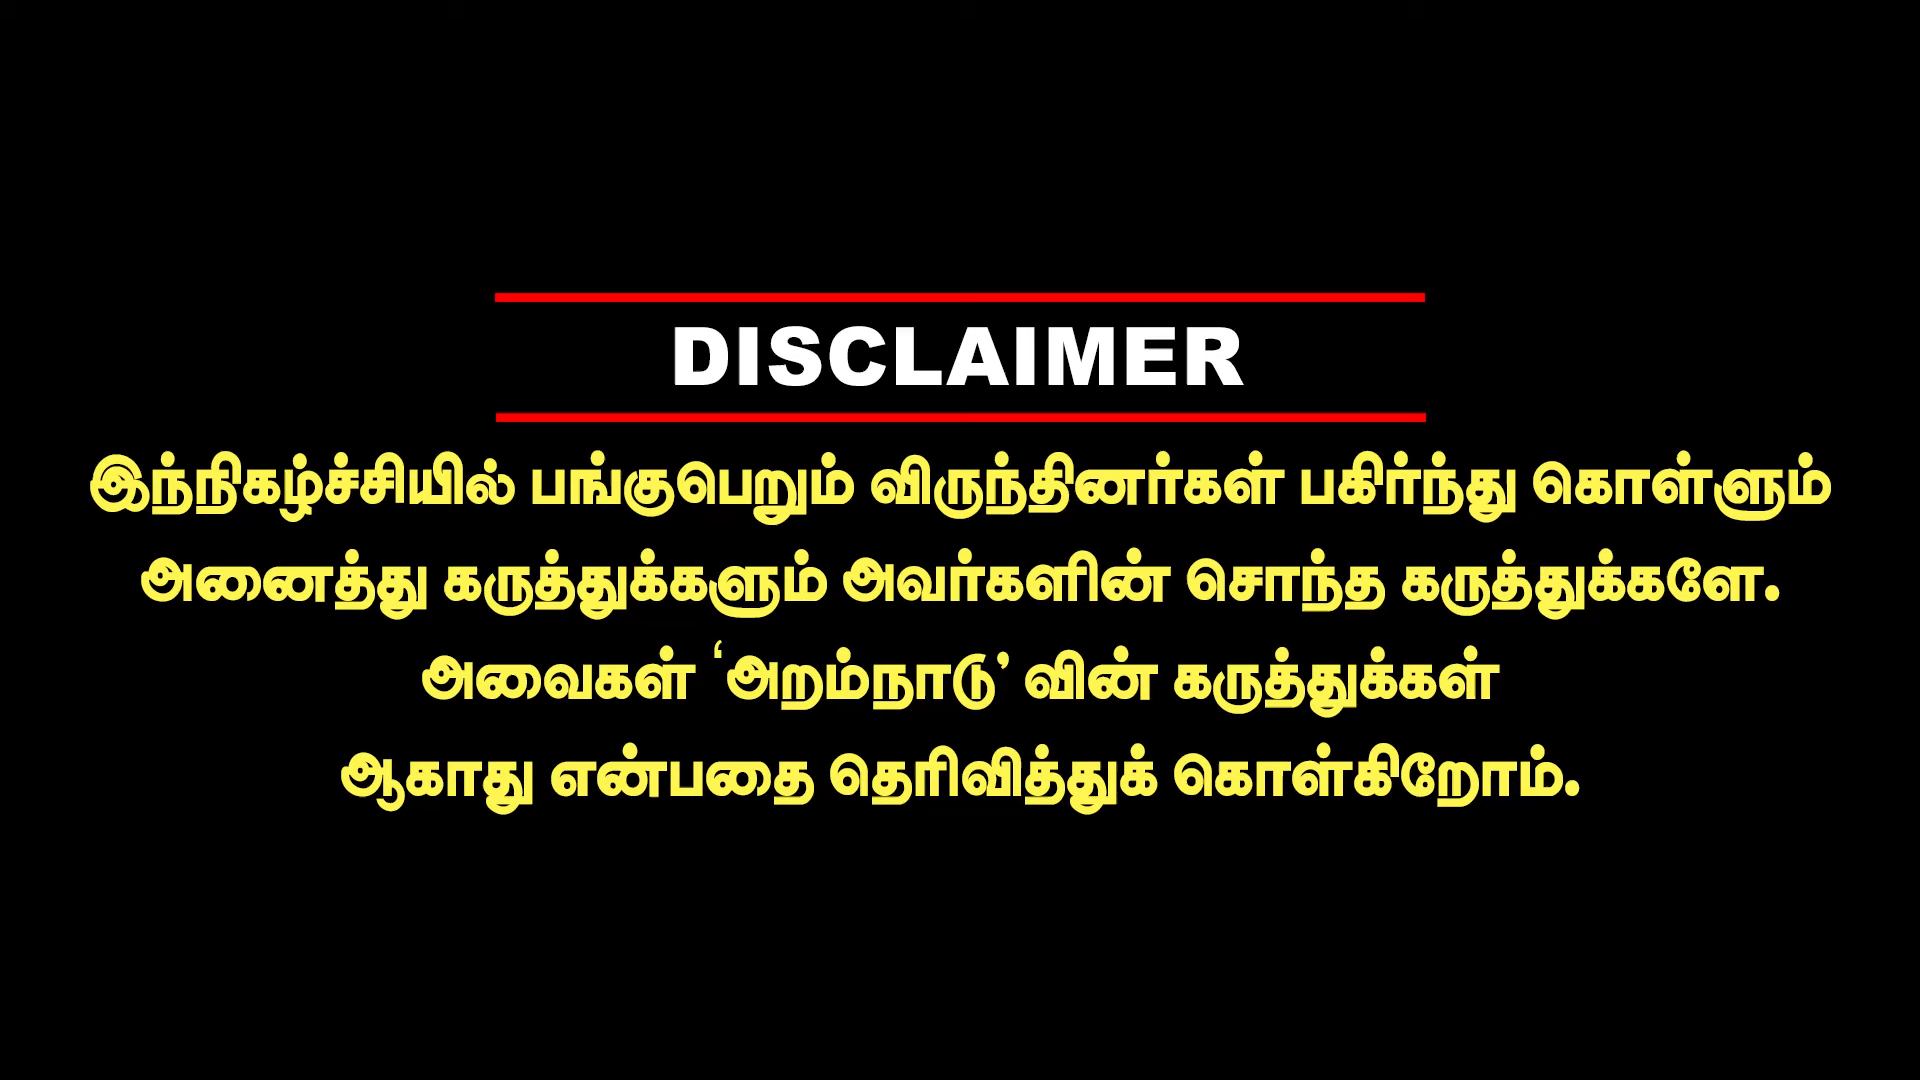 DISCLAIMER
இந்நிகழ்ச்சியில் பங்குபெறும் விருந்தினர்கள் பகிர்ந்து கொள்ளும்
அனைத்து கருத்துக்களும் அவர்களின் சொந்த கருத்துக்களே.
அவைகள் ‘அறம்நாடு’ வின் கருத்துக்கள்
ஆகாது என்பதை தெரிவித்துக் கொள்கிறோம்.